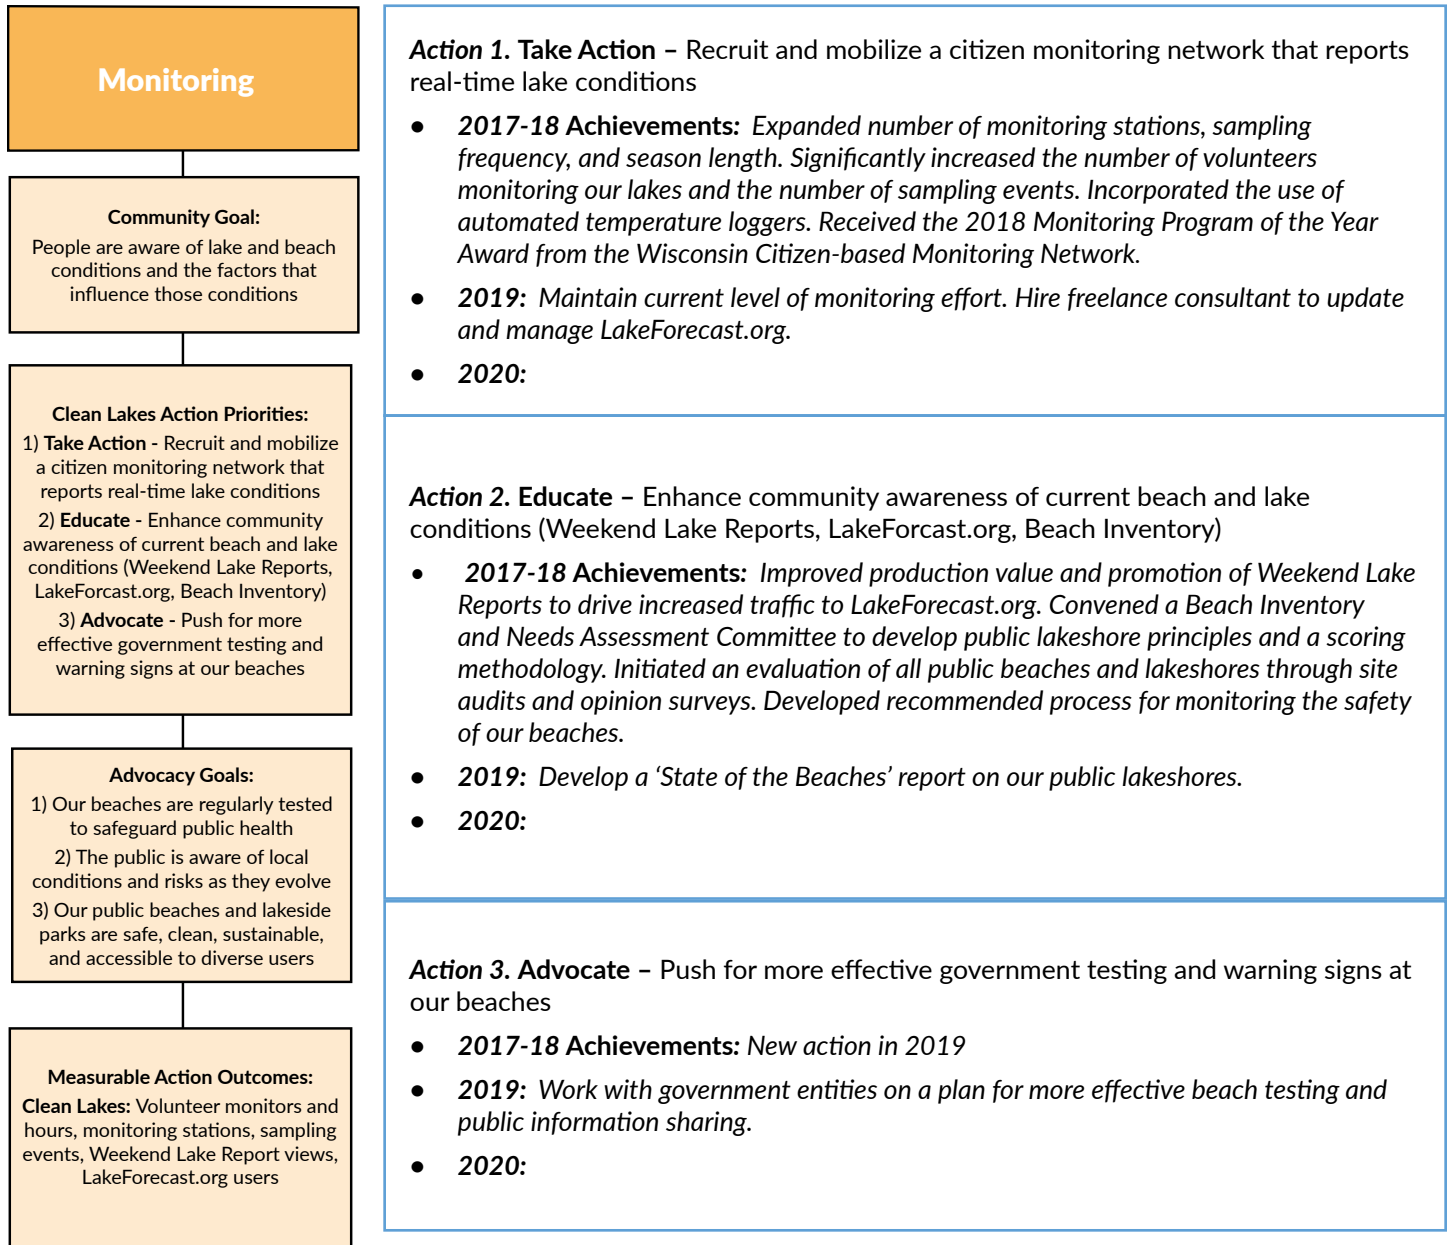 Monitoring
Community Goal:
People are aware of lake and beach
conditions and the factors that
influence those conditions
Clean Lakes Action Priorities:
1) Take Action - Recruit and mobilize
a citizen monitoring network that
reports real-time lake conditions
2) Educate - Enhance community
awareness of current beach and lake
conditions (Weekend Lake Reports,
LakeForcast.org, Beach Inventory)
3) Advocate - Push for more
effective government testing and
warning signs at our beaches
Advocacy Goals:
1) Our beaches are regularly tested
to safeguard public health
2) The public is aware of local
conditions and risks as they evolve
3) Our public beaches and lakeside
parks are safe, clean, sustainable,
and accessible to diverse users
Measurable Action Outcomes:
Clean Lakes: Volunteer monitors and
hours, monitoring stations, sampling
events, Weekend Lake Report views,
LakeForecast.org users
Action 1. Take Action – Recruit and mobilize a citizen monitoring network that reports
real-time lake conditions
● 2017-18 Achievements: Expanded number of monitoring stations, sampling
frequency, and season length. Significantly increased the number of volunteers
monitoring our lakes and the number of sampling events. Incorporated the use of
automated temperature loggers. Received the 2018 Monitoring Program of the Year
Award from the Wisconsin Citizen-based Monitoring Network.
● 2019: Maintain current level of monitoring effort. Hire freelance consultant to update
and manage LakeForecast.org.
● 2020:
Action 2. Educate – Enhance community awareness of current beach and lake
conditions (Weekend Lake Reports, LakeForcast.org, Beach Inventory)
● 2017-18 Achievements: Improved production value and promotion of Weekend Lake
Reports to drive increased traffic to LakeForecast.org. Convened a Beach Inventory
and Needs Assessment Committee to develop public lakeshore principles and a scoring
methodology. Initiated an evaluation of all public beaches and lakeshores through site
audits and opinion surveys. Developed recommended process for monitoring the safety
of our beaches.
● 2019: Develop a ‘State of the Beaches’ report on our public lakeshores.
● 2020:
Action 3. Advocate – Push for more effective government testing and warning signs at
our beaches
● 2017-18 Achievements: New action in 2019
● 2019: Work with government entities on a plan for more effective beach testing and
public information sharing.
● 2020: